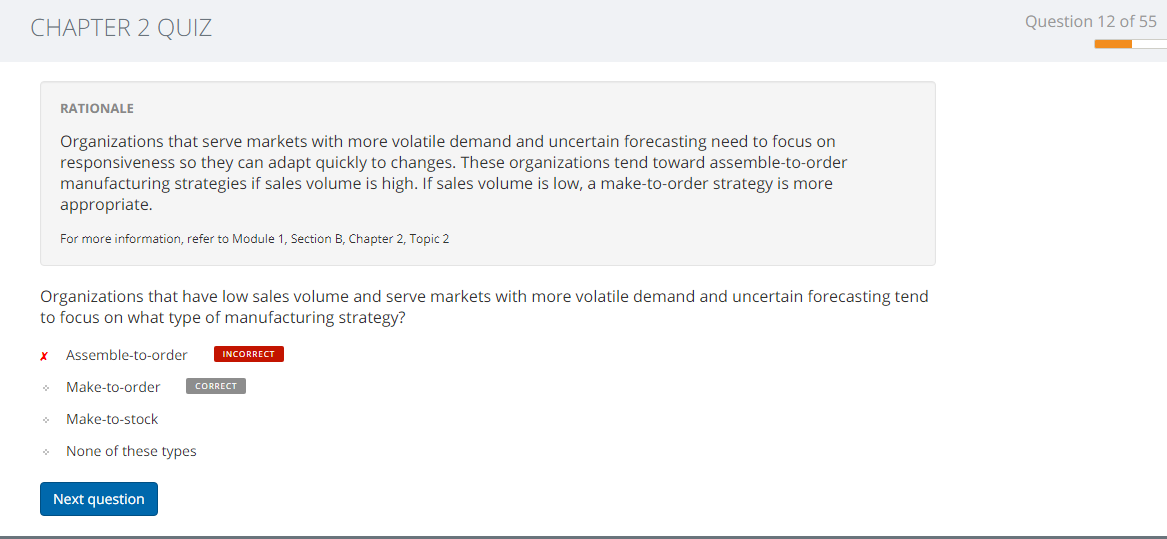 CHAPTER 2 QUIZ
Question 12 of 55
RATIONALE
Organizations that serve markets with more volatile demand and uncertain forecasting need to focus on
responsiveness so they can adapt quickly to changes. These organizations tend toward assemble-to-order
manufacturing strategies if sales volume is high. If sales volume is low, a make-to-order strategy is more
appropriate.
For more information, refer to Module 1, Section B, Chapter 2, Topic 2
Organizations that have low sales volume and serve markets with more volatile demand and uncertain forecasting tend
to focus on what type of manufacturing strategy?
Assemble-to-order INCORRECT
Make-to-order CORRECT
Make-to-stock
None of these types
Next question